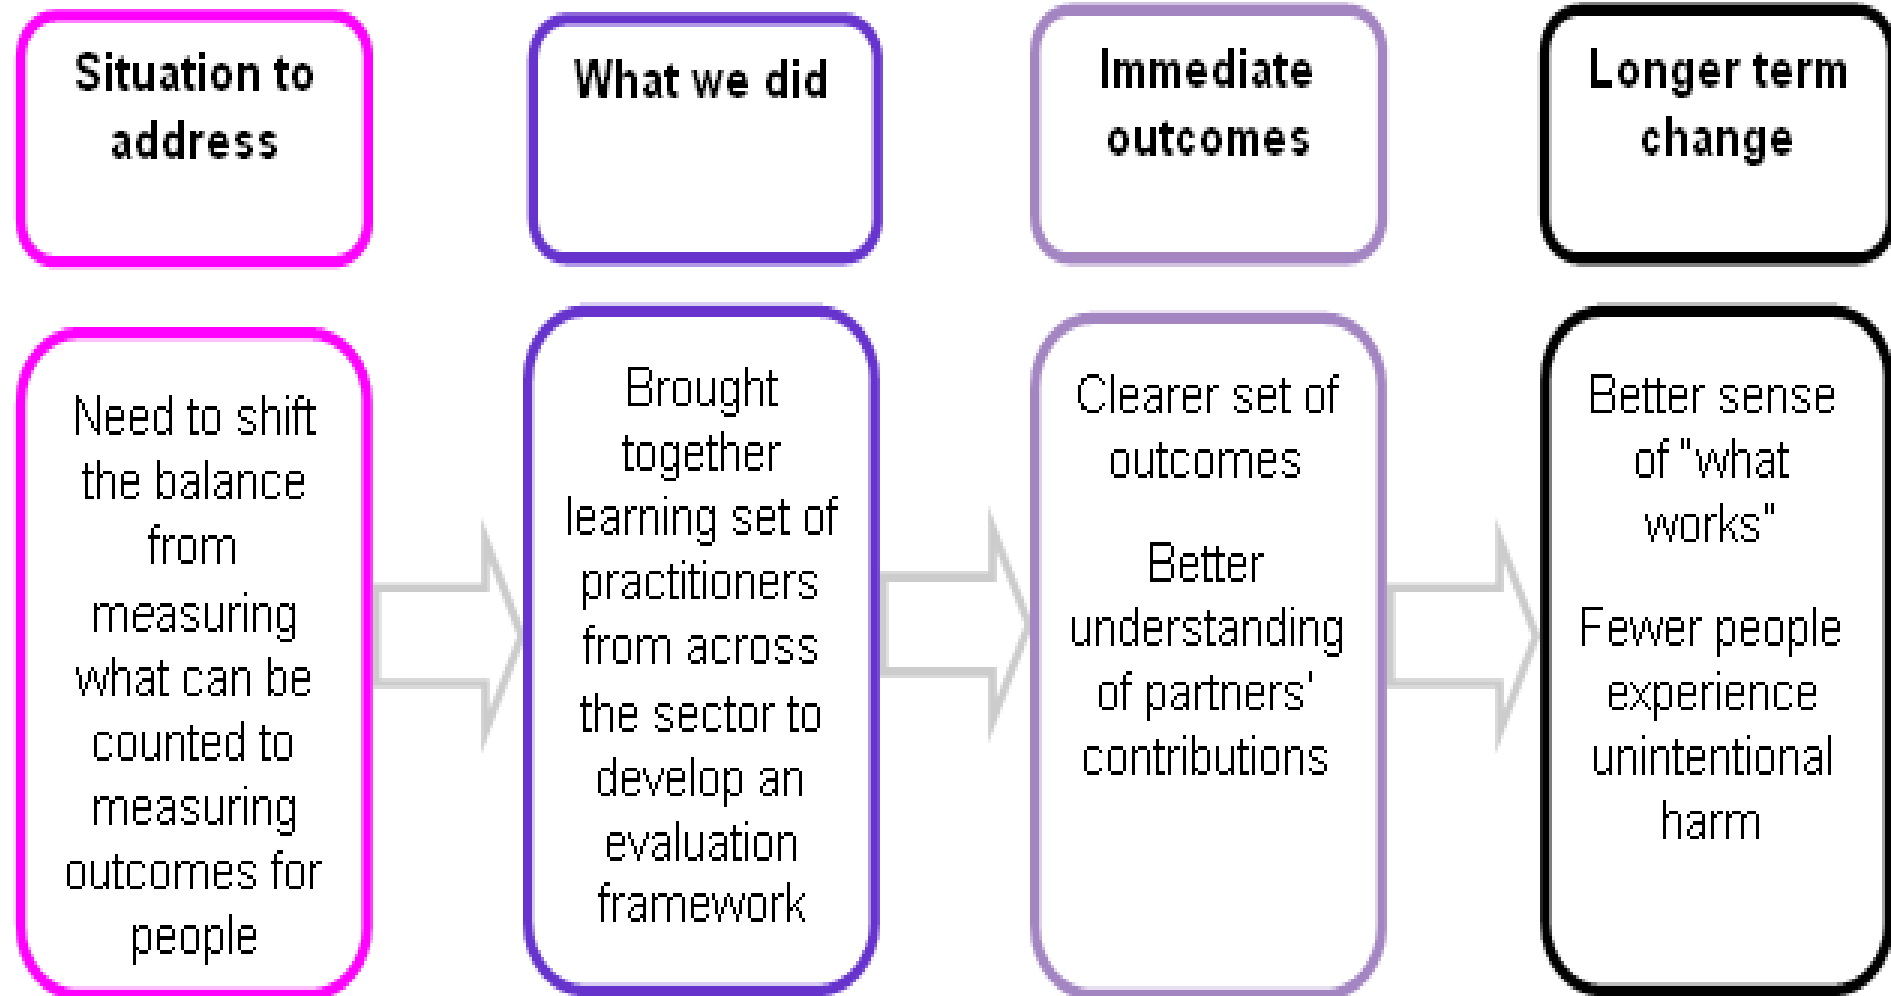 Situation to
address
What we did
Immediate
outcomes
Longer term
change
Need to shift
the balance
from
measuring
what can be
counted to
measuring
outcomes for
people
Brought
together
learning set of
practitioners
from across
the sector to
develop an
evaluation
framework
Clearer set of
outcomes
Better
understanding
of partners'
contributions
Better sense
of "what
works"
Fewer people
experience
unintentional
harm